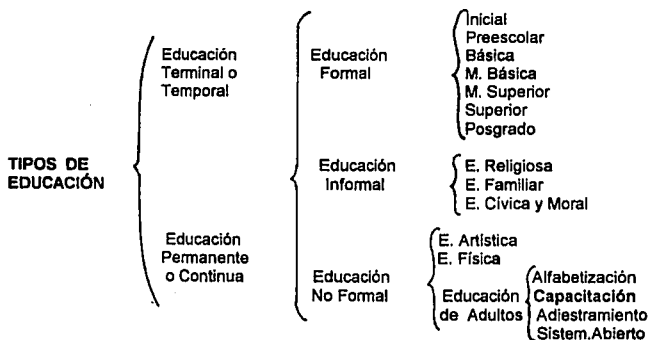 TIPOS DE
EDUCACIÓN
Educación
Terminal o
Temporal
Educación
Permanente
o Continua
Educación
Formal
Inicial
Preescolar
Básica
M. Básica
M. Superior
Superior
Posgrado
Educación
Informal
E. Religiosa
E. Familiar
E. Cívica y Moral
Educación
No Formal
E. Artística
E. Física
Educación
de Adultos
Alfabetización
Capacitación
Adiestramiento
Sistem.Abierto